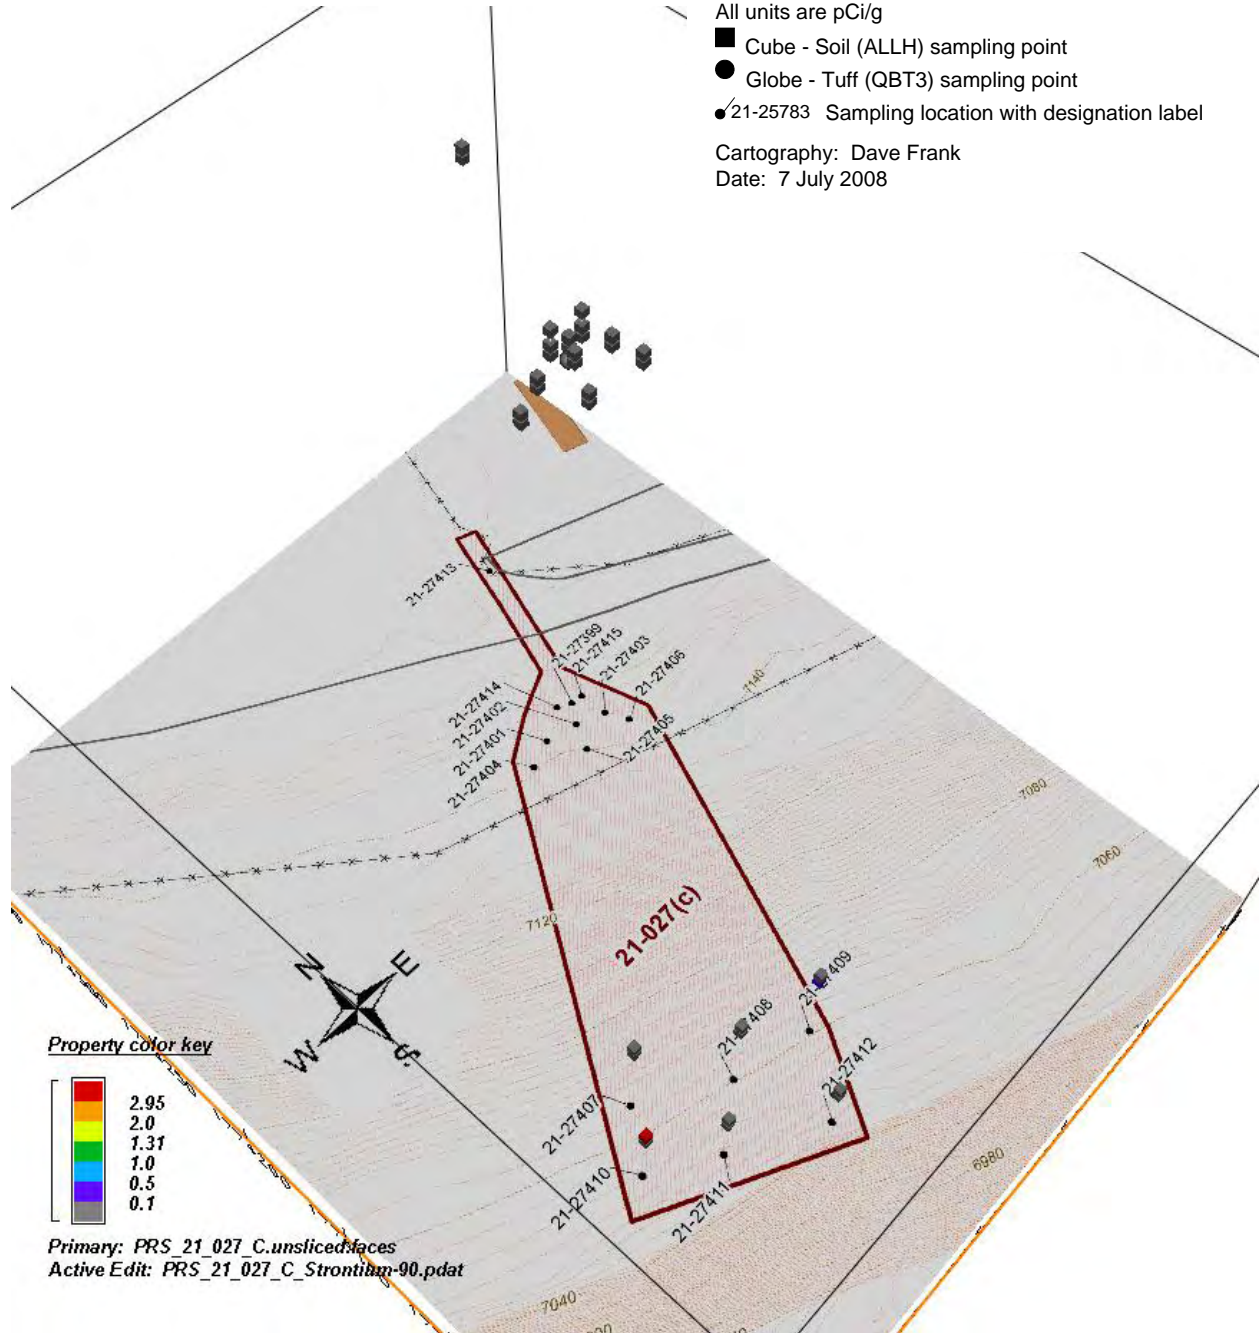 All units are pCi/g
Cube - Soil (ALLH) sampling point
Globe - Tuff (QBT3) sampling point
21-25783 Sampling location with designation label
Cartography: Dave Frank
Date: 7 July 2008
21-27413
21-27399
21-27415
21-27403
21-27406
21-27414
21-27402
21-27401
21-27404
21-27405
7140
7080
7060
7120
21-027(c)
N
E
W
S
21-27409
21-27408
21-27412
21-27407
21-27410
21-27411
6980
7040
Property color key
2.95
2.0
1.31
1.0
0.5
0.1
Primary: PRS_21_027_C.unsliced.faces
Active Edit: PRS_21_027_C_Strontium-90.pdat